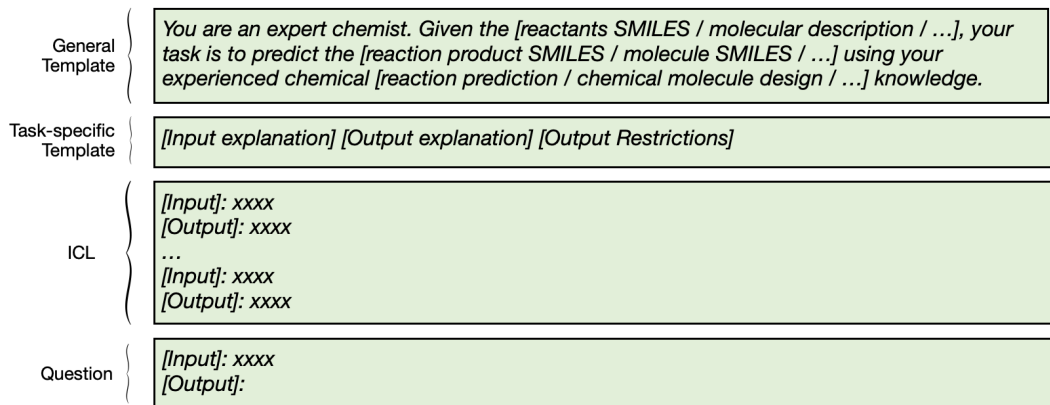 General
Template
You are an expert chemist. Given the [reactants SMILES / molecular description / …], your
task is to predict the [reaction product SMILES / molecule SMILES / …] using your
experienced chemical [reaction prediction / chemical molecule design / …] knowledge.
Task-specific
Template
[Input explanation] [Output explanation] [Output Restrictions]
ICL
[Input]: xxxx
[Output]: xxxx
…
[Input]: xxxx
[Output]: xxxx
Question
[Input]: xxxx
[Output]: